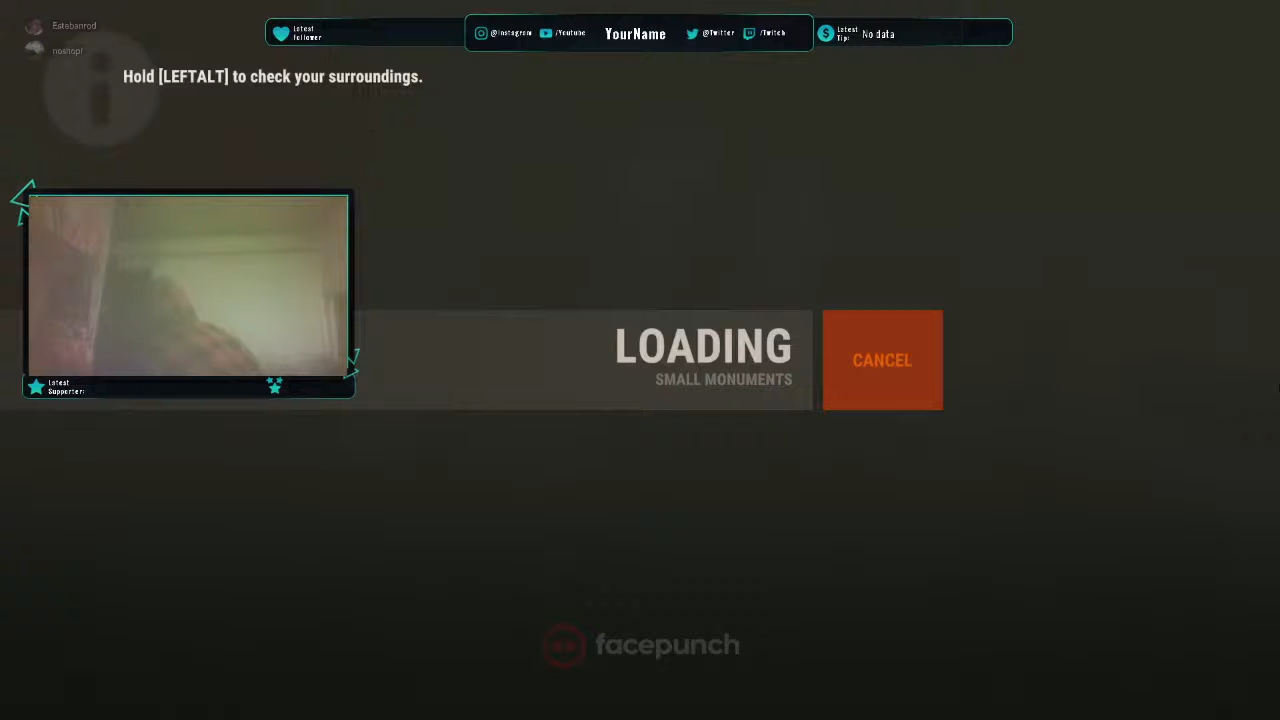 Estebanrod
Latest
follower
@Instagram
/Youtube
YourName
@Twitter
/Twitch
Latest
Tip:
No data
Hold [LEFTALT] to check your surroundings.
LOADING
SMALL MONUMENTS
CANCEL
Latest
Supporter:
facepunch